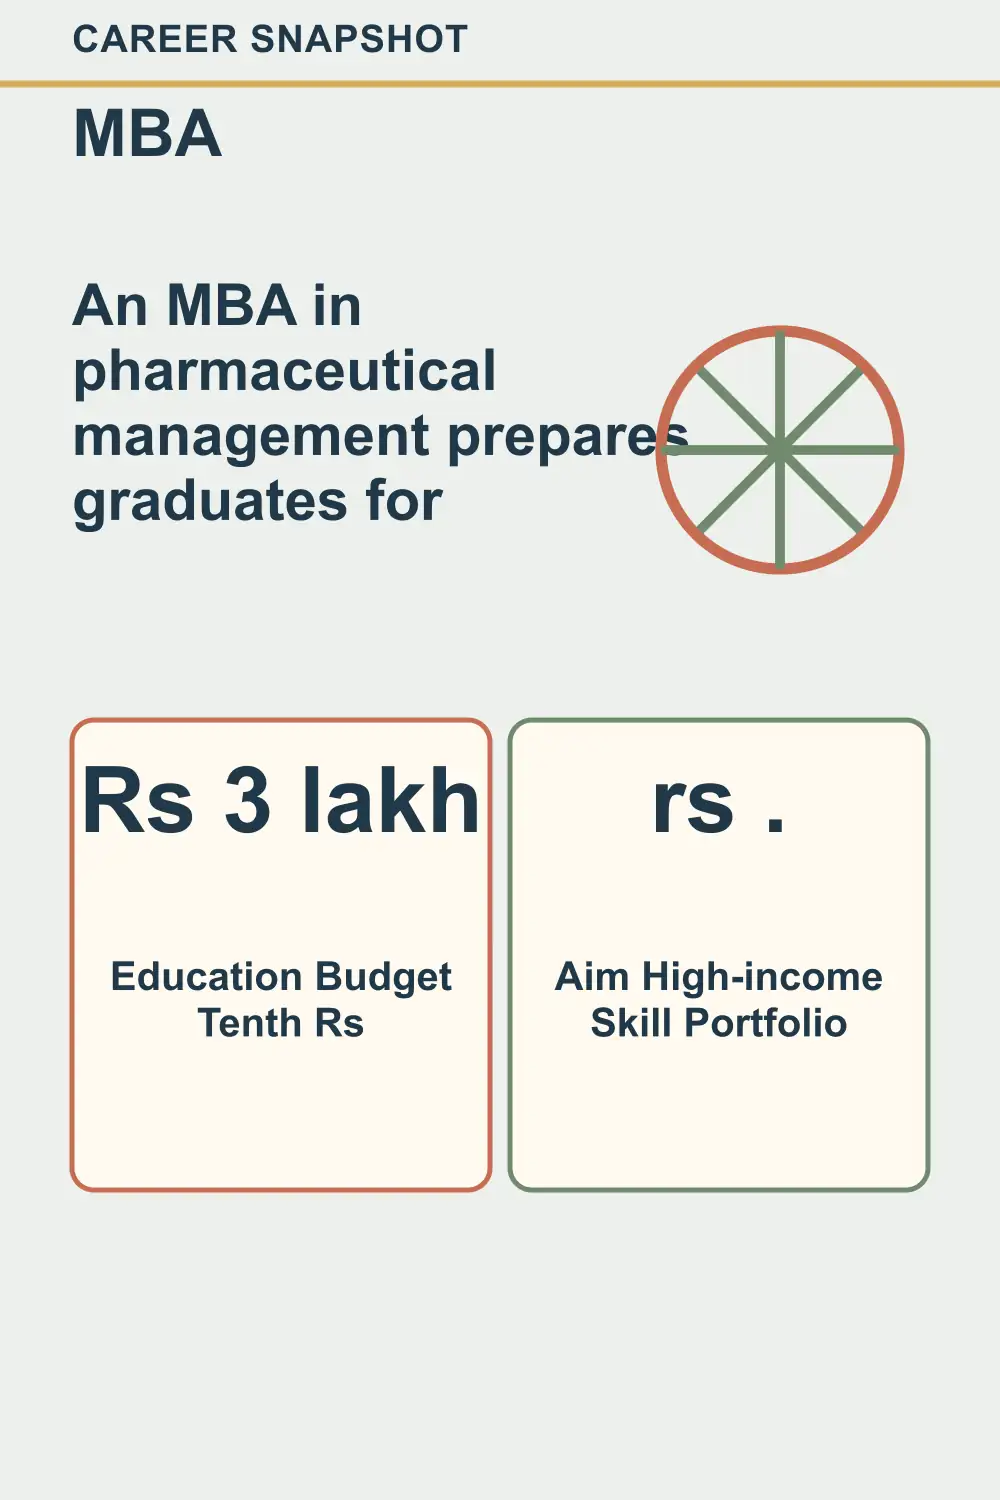 CAREER SNAPSHOT
MBA
An MBA in
pharmaceutical
management prepares
graduates for
Rs 3 lakh
Education Budget
Tenth Rs
rs .
Aim High-income
Skill Portfolio